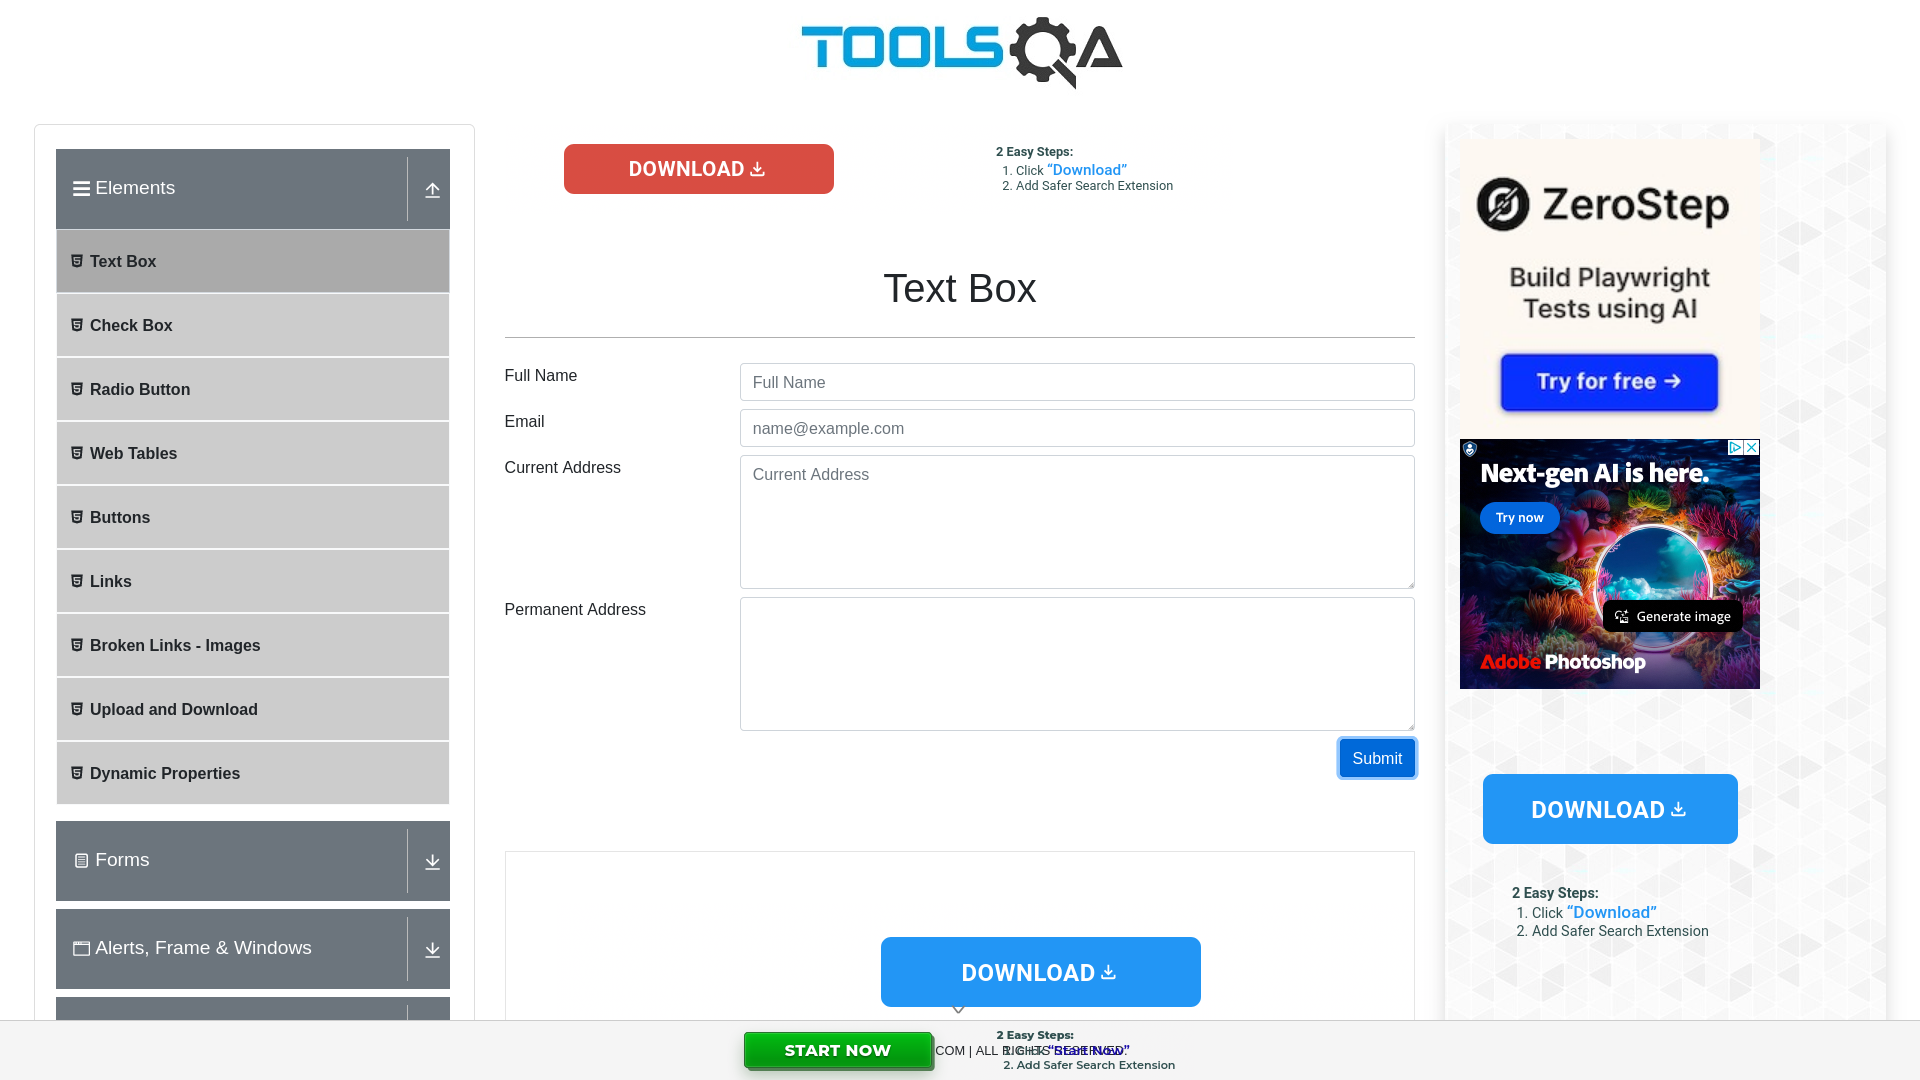 TOOLSQA
Elements
Text Box
Check Box
Radio Button
Web Tables
Buttons
Links
Broken Links - Images
Upload and Download
Dynamic Properties
Forms
Alerts, Frame & Windows
DOWNLOAD
2 Easy Steps:
1. Click “Download”
2. Add Safer Search Extension
Text Box
Full Name
Full Name
Email
name@example.com
Current Address
Current Address
Permanent Address
Submit
DOWNLOAD
ZeroStep
Build Playwright
Tests using AI
Try for free →
Next-gen AI is here.
Try now
Generate image
Adobe Photoshop
DOWNLOAD
2 Easy Steps:
1. Click “Download”
2. Add Safer Search Extension
START NOW
2 Easy Steps:
COM | ALL RIGHTS RESERVED.
1. Click “Start Now”
2. Add Safer Search Extension